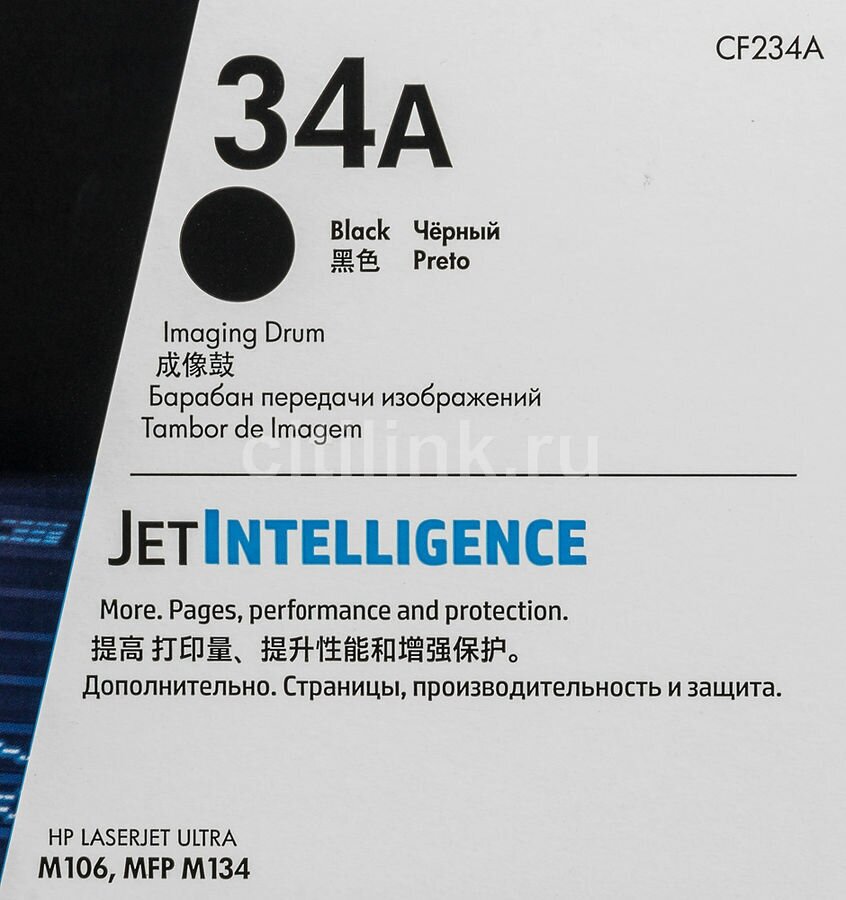 CF234A
34A
Black Чёрный
黑色 Preto
Imaging Drum
成像鼓
Барабан передачи изображений
Tambor de Imagem
citilink.ru
JETINTELLIGENCE
More. Pages, performance and protection.
提高 打印量、提升性能和增强保护。
Дополнительно. Страницы, производительность и защита.
HP LASERJET ULTRA
M106, MFP M134